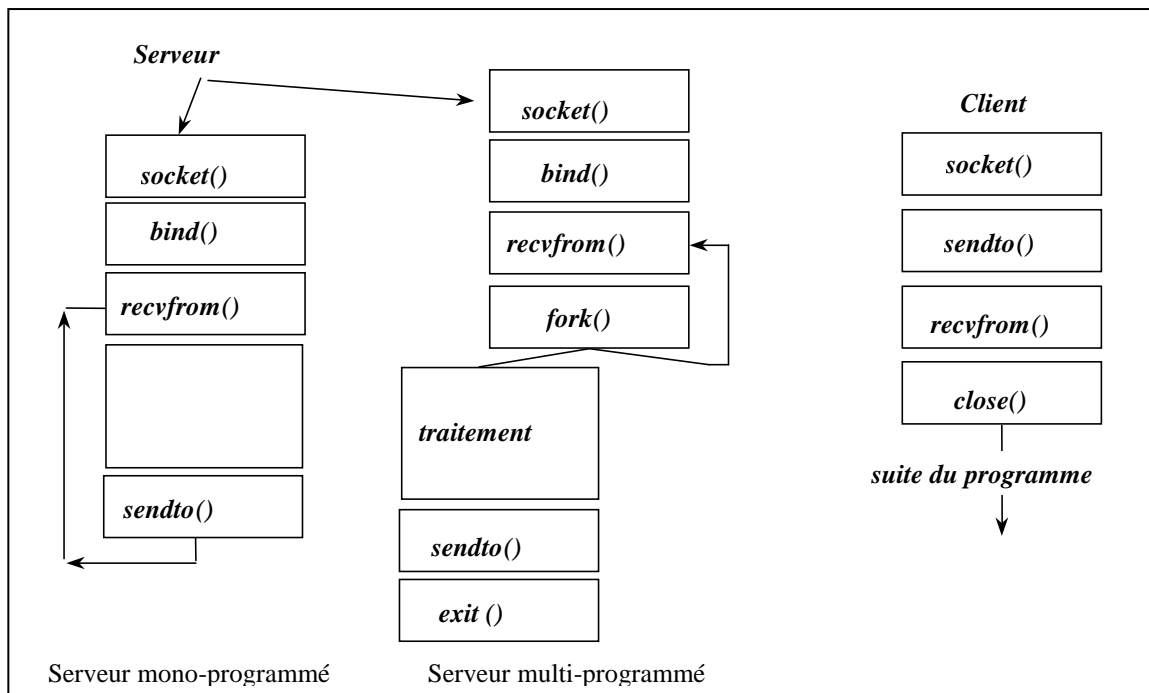 Serveur
socket()
bind()
recvfrom()
sendto()
Serveur mono-programmé
socket()
bind()
recvfrom()
fork()
traitement
sendto()
exit ()
Serveur multi-programmé
Client
socket()
sendto()
recvfrom()
close()
suite du programme